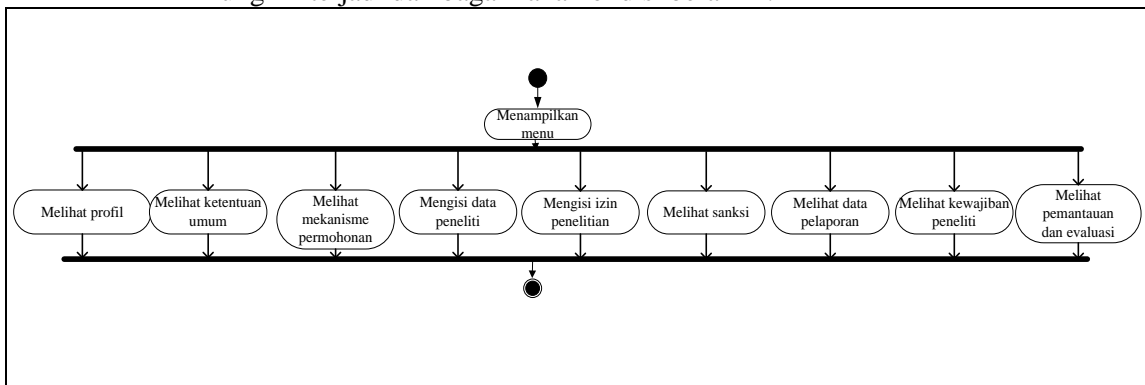 Menampilkan
menu
Melihat profil
Melihat ketentuan
umum
Melihat
mekanisme
permohonan
Mengisi data
peneliti
Mengisi izin
penelitian
Melihat sanksi
Melihat data
pelaporan
Melihat kewajiban
peneliti
Melihat
pemantauan
dan evaluasi